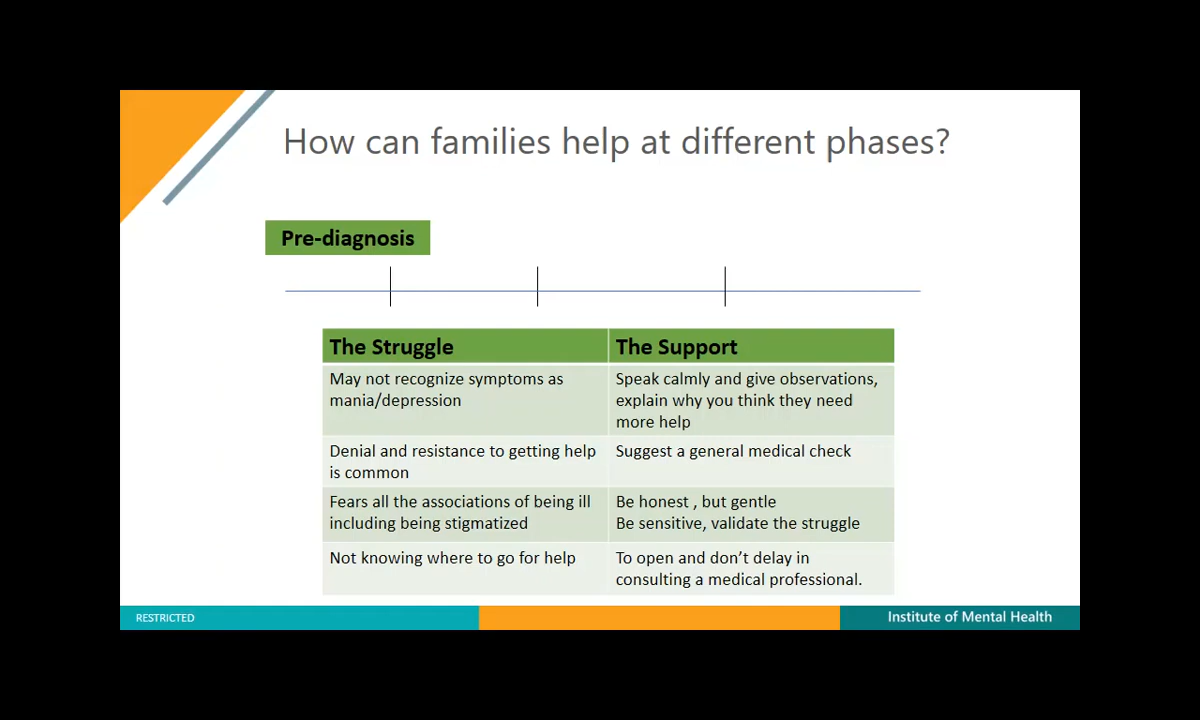 How can families help at different phases?
Pre-diagnosis
The Struggle
The Support
May not recognize symptoms as
mania/depression
Speak calmly and give observations,
explain why you think they need
more help
Denial and resistance to getting help
is common
Suggest a general medical check
Fears all the associations of being ill
including being stigmatized
Be honest , but gentle
Be sensitive, validate the struggle
Not knowing where to go for help
To open and don’t delay in
consulting a medical professional.
RESTRICTED
Institute of Mental Health